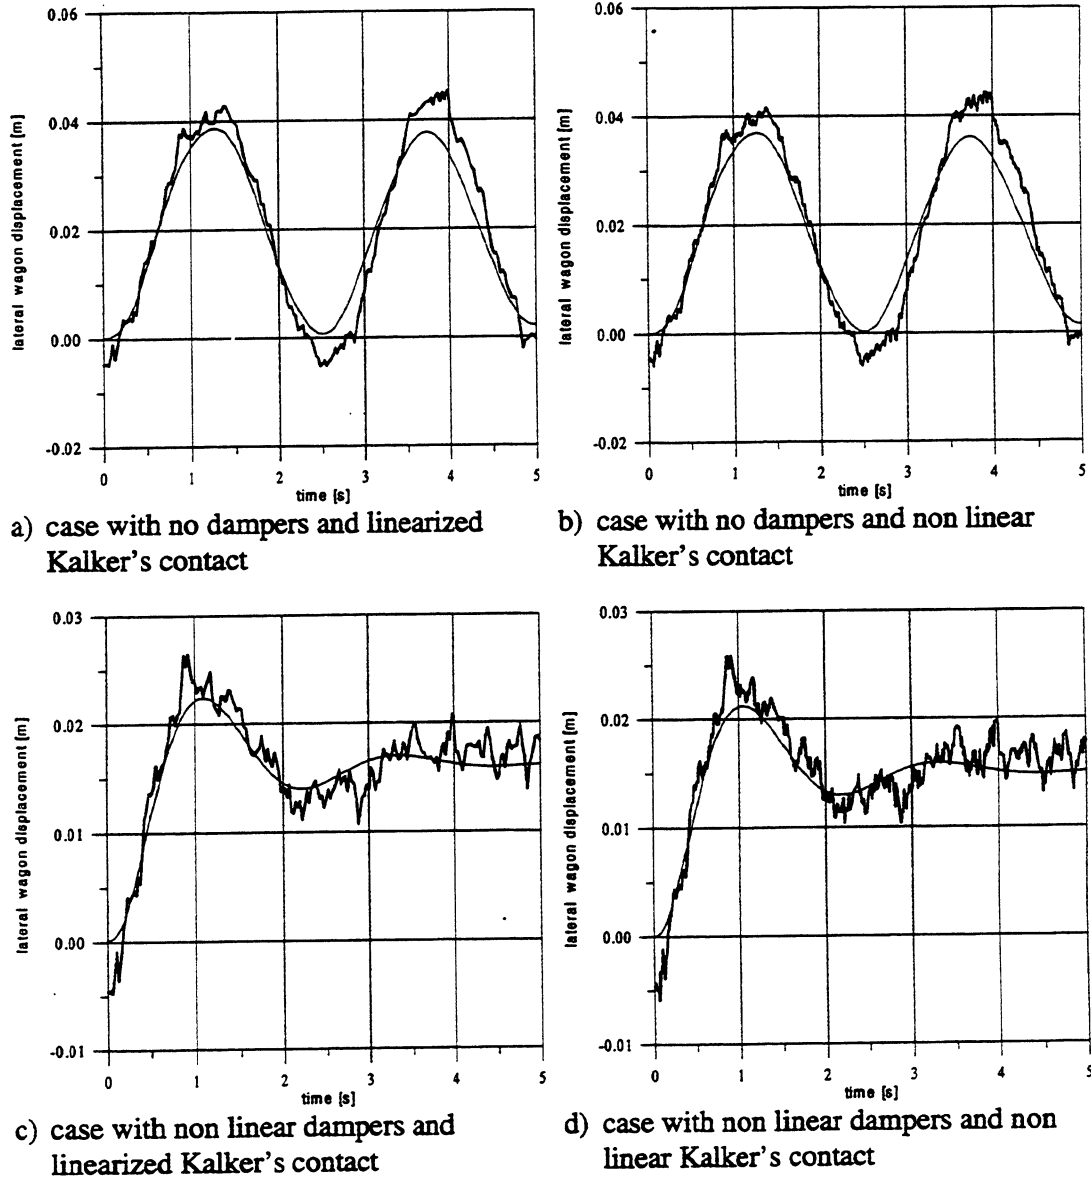 0.06
0.04
0.02
0.00
-0.02
lateral wagon displacement [m]
0 1 2 3 4 5
time [s]
a) case with no dampers and linearized
Kalker's contact
0.06
0.04
0.02
0.00
-0.02
lateral wagon displacement [m]
0 1 2 3 4 5
time [s]
b) case with no dampers and non linear
Kalker's contact
0.03
0.02
0.01
0.00
-0.01
lateral wagon displacement [m]
0 1 2 3 4 5
time [s]
c) case with non linear dampers and
linearized Kalker's contact
0.03
0.02
0.01
0.00
-0.01
lateral wagon displacement [m]
0 1 2 3 4 5
time [s]
d) case with non linear dampers and non
linear Kalker's contact